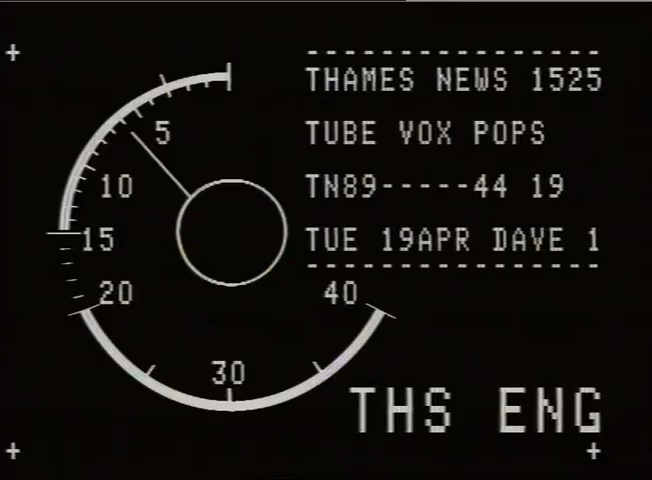 THAMES NEWS 1525
TUBE VOX POPS
TN89-----44 19
TUE 19APR DAVE 1
5
10
15
20
30
40
THS ENG